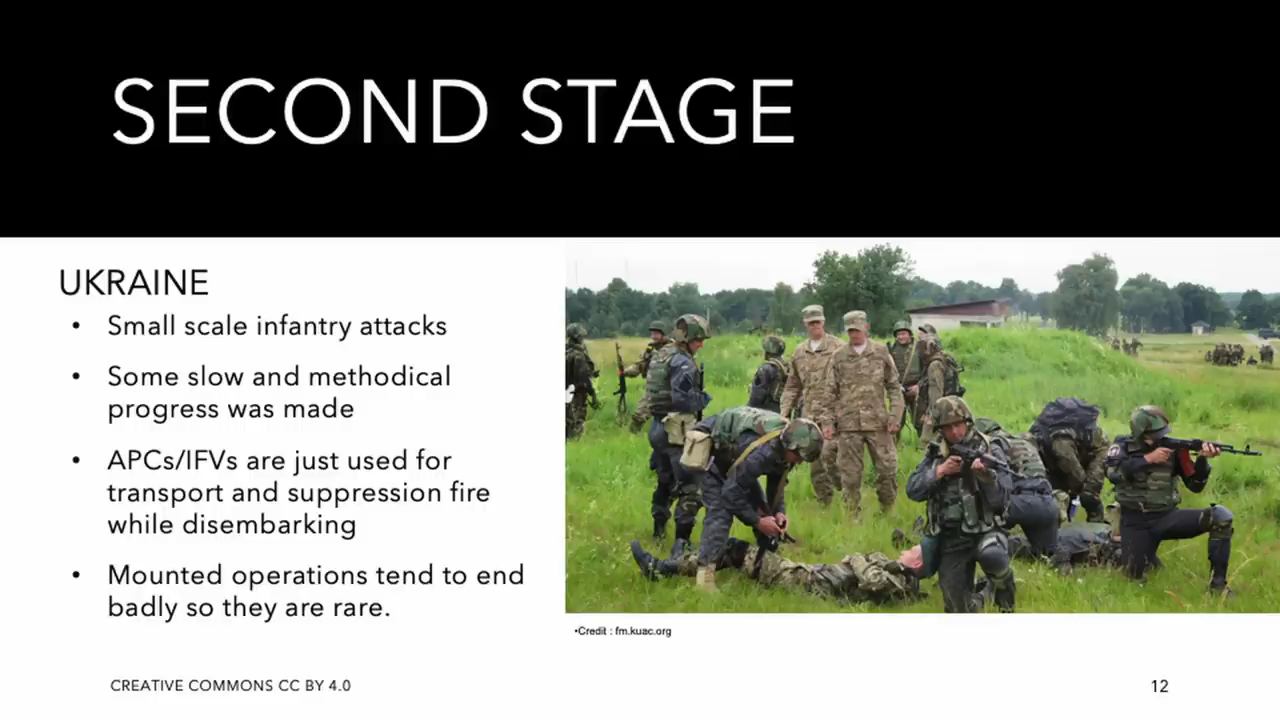 SECOND STAGE
UKRAINE
• Small scale infantry attacks
• Some slow and methodical
progress was made
• APCs/IFVs are just used for
transport and suppression fire
while disembarking
• Mounted operations tend to end
badly so they are rare.
•Credit : fm.kuac.org
CREATIVE COMMONS CC BY 4.0
12